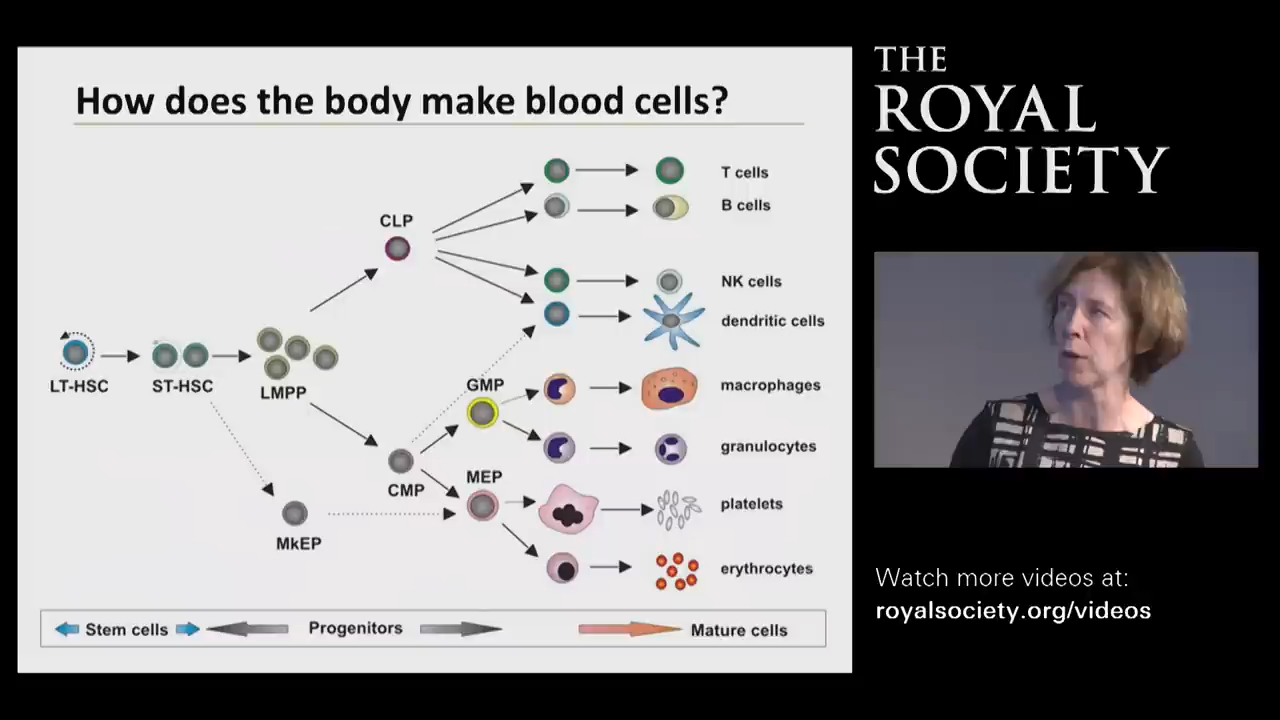 How does the body make blood cells?
T cells
B cells
CLP
NK cells
dendritic cells
LT-HSC
ST-HSC
LMPP
GMP
macrophages
granulocytes
CMP
MEP
platelets
MkEP
erythrocytes
Stem cells
Progenitors
Mature cells
THE
ROYAL
SOCIETY
Watch more videos at:
royalsociety.org/videos